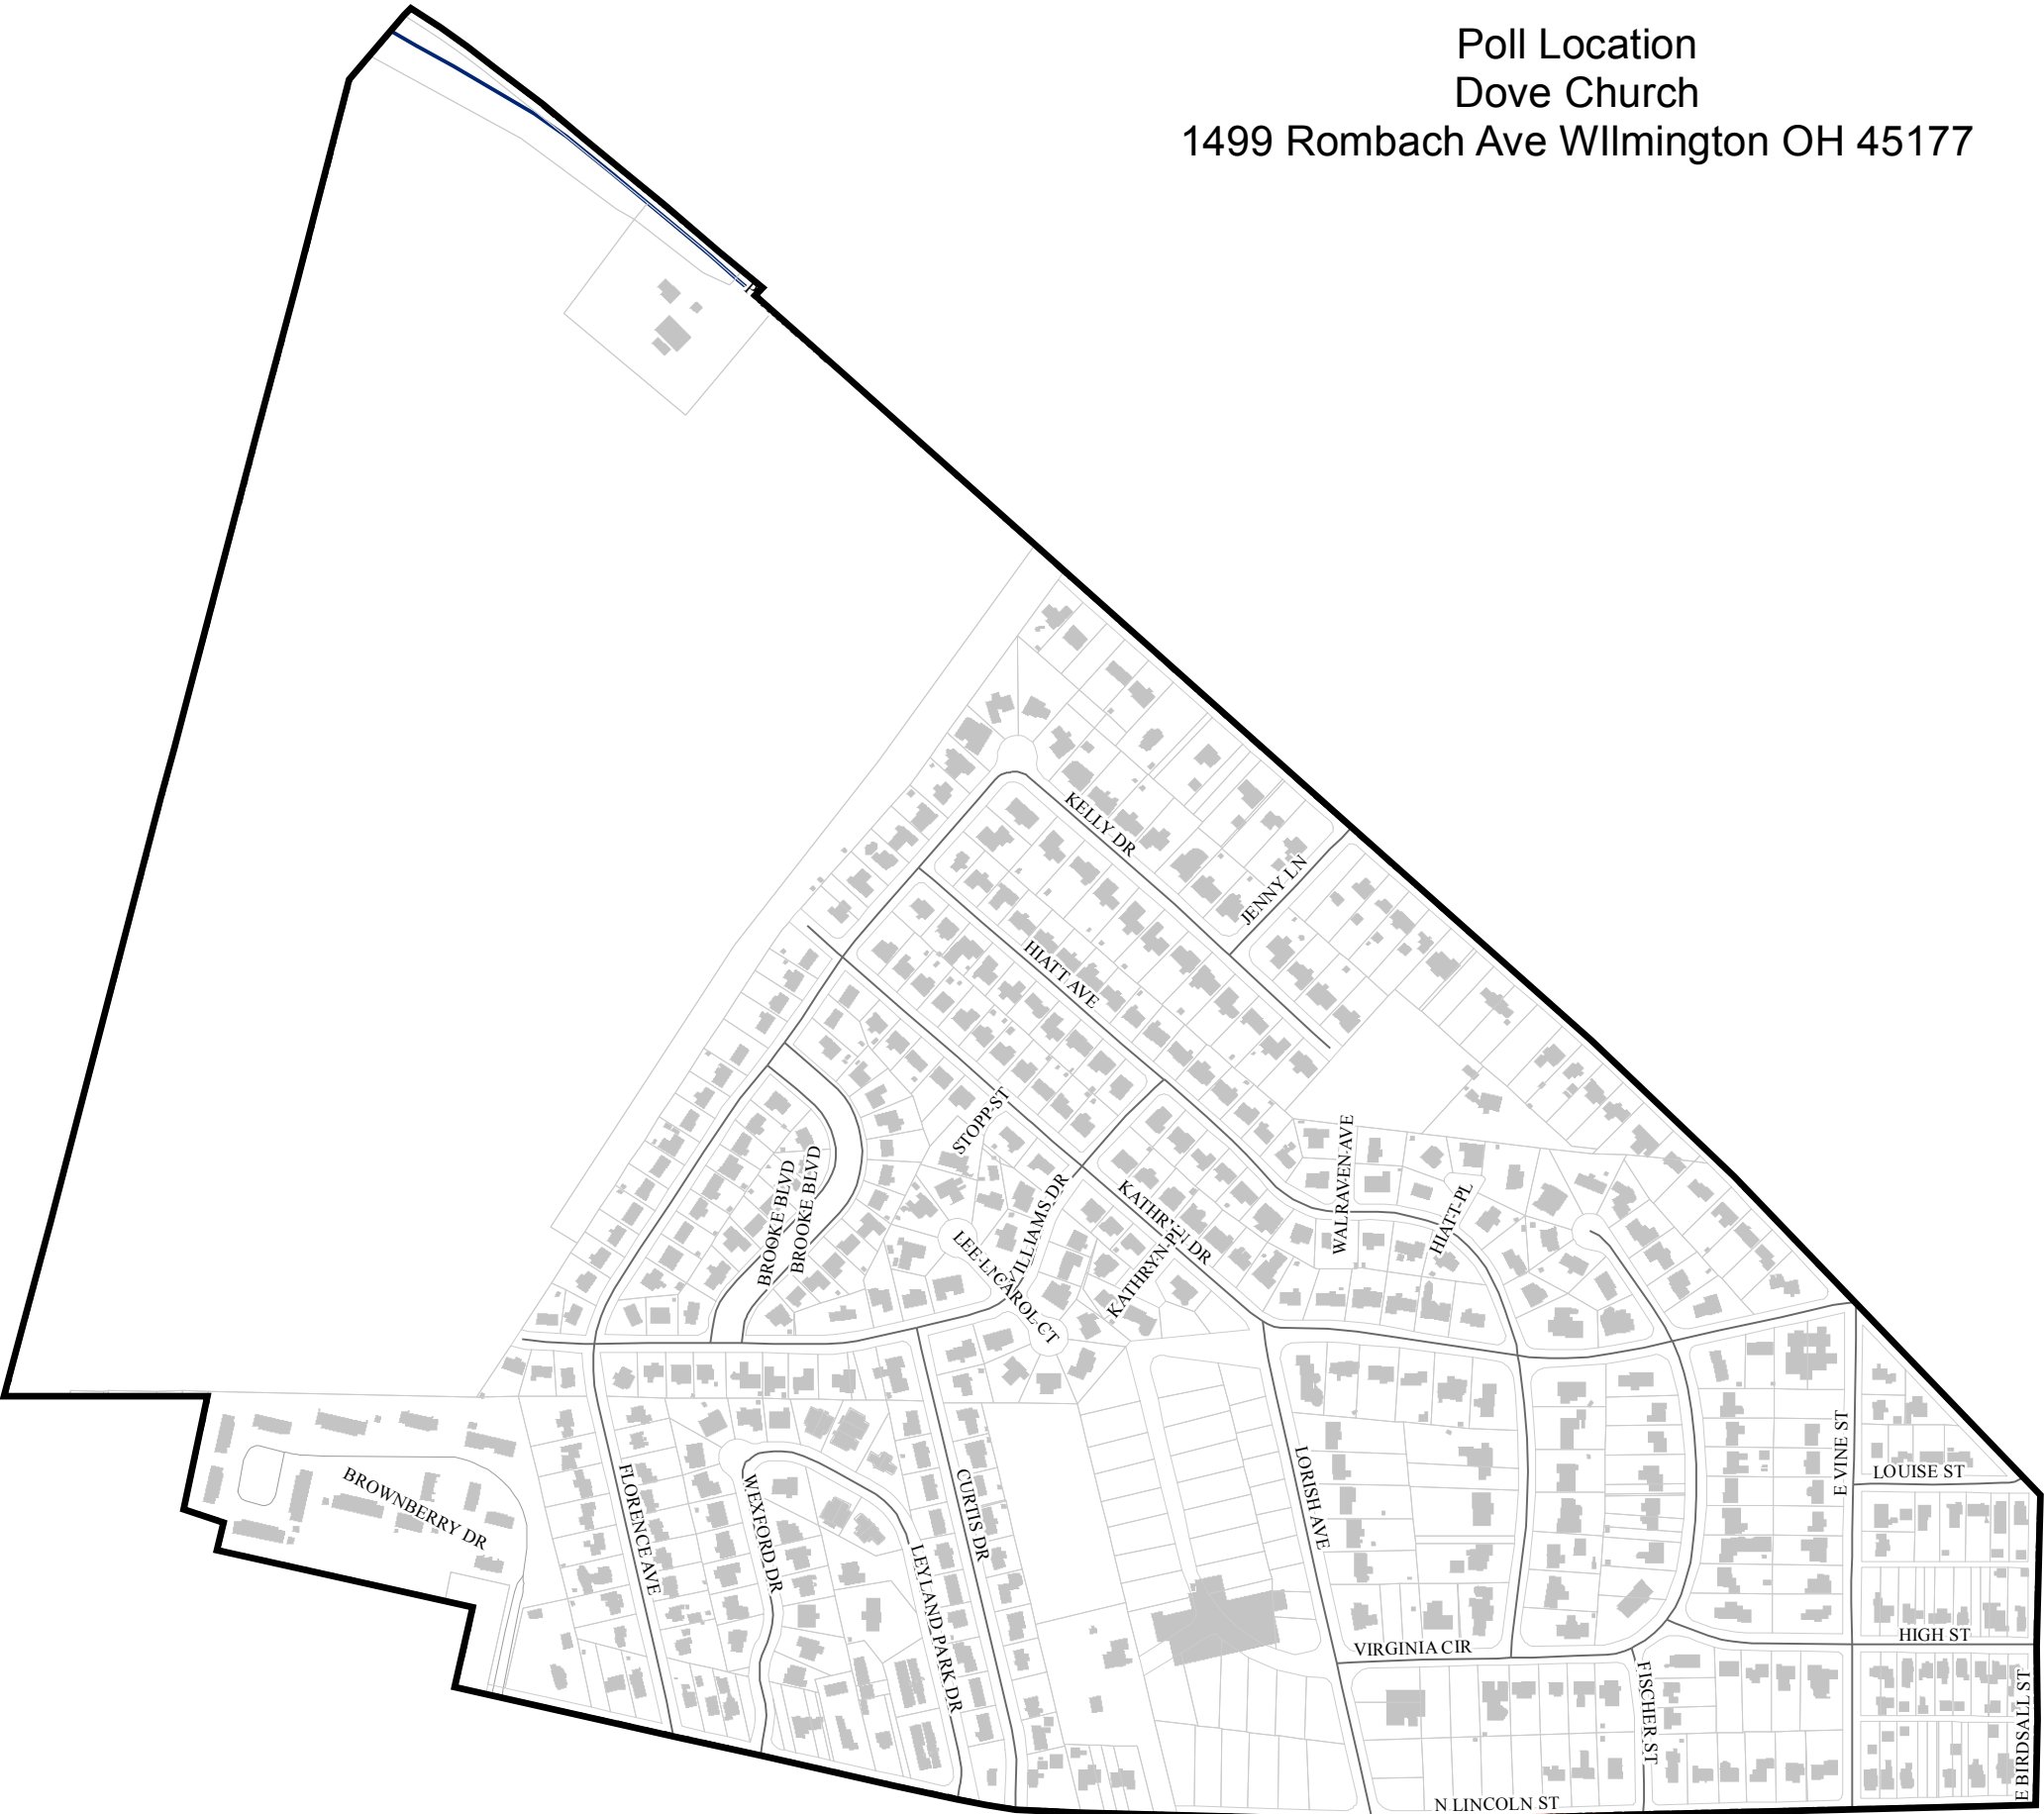 Poll Location
Dove Church
1499 Rombach Ave WIlmington OH 45177
KELLY DR
JENNY LN
HIATT AVE
STOPP ST
WALRAVEN AVE
BROOKE BLVD
BROOKE BLVD
WILLIAMS DR
KATHRYN DR
HIATT PL
KATHRYN PL
CAROL CT
E VINE ST
LOUISE ST
BROWNBERRY DR
FLORENCE AVE
WEXFORD DR
CURTIS DR
LORISH AVE
LEYLAND PARK DR
VIRGINIA CIR
HIGH ST
FISCHER ST
E BIRDSALL ST
N LINCOLN ST